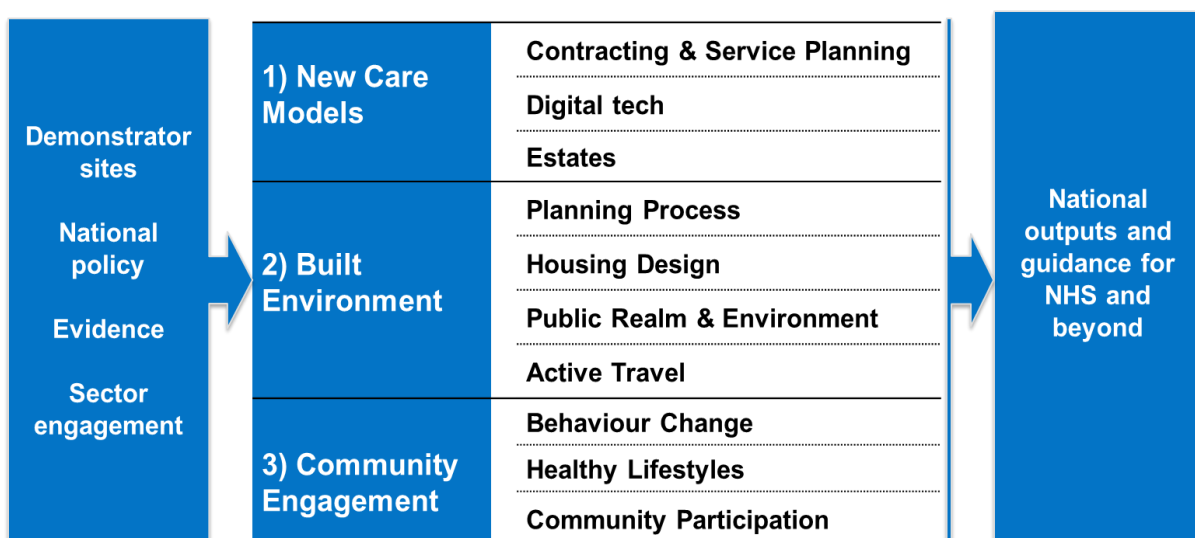 Demonstrator
sites
National
policy
Evidence
Sector
engagement
1) New Care
Models
Contracting & Service Planning
Digital tech
Estates
2) Built
Environment
Planning Process
Housing Design
Public Realm & Environment
Active Travel
3) Community
Engagement
Behaviour Change
Healthy Lifestyles
Community Participation
National
outputs and
guidance for
NHS and
beyond